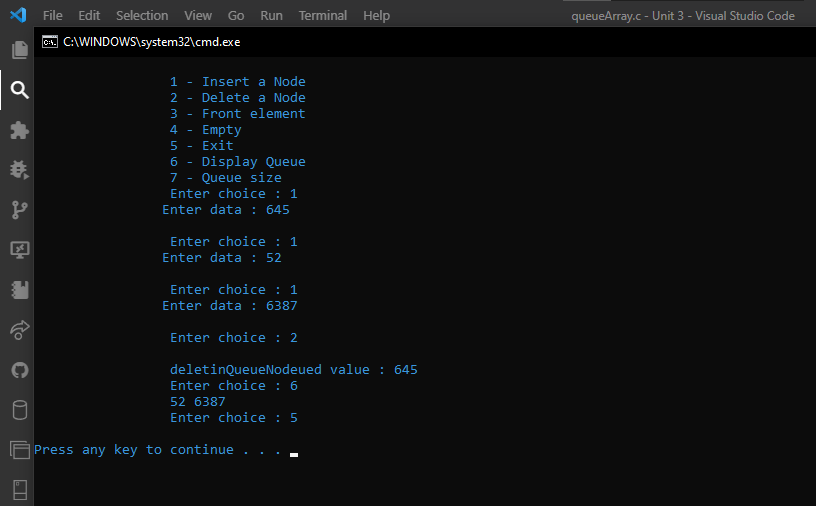 File Edit Selection View Go Run Terminal Help queueArray.c - Unit 3 - Visual Studio Code
C:\WINDOWS\system32\cmd.exe
1 - Insert a Node
2 - Delete a Node
3 - Front element
4 - Empty
5 - Exit
6 - Display Queue
7 - Queue size
Enter choice : 1
Enter data : 645
Enter choice : 1
Enter data : 52
Enter choice : 1
Enter data : 6387
Enter choice : 2
deletinQueueNodeued value : 645
Enter choice : 6
52 6387
Enter choice : 5
Press any key to continue . . .